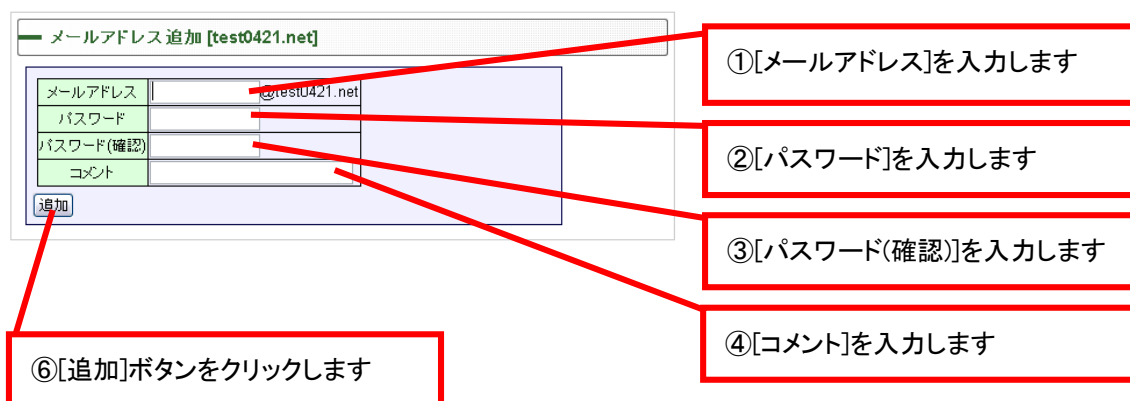 メールアドレス 追加 [test0421.net]
メールアドレス @test0421.net
パスワード
パスワード(確認)
コメント
追加
①[メールアドレス]を入力します
②[パスワード]を入力します
③[パスワード(確認)]を入力します
④[コメント]を入力します
⑥[追加]ボタンをクリックします